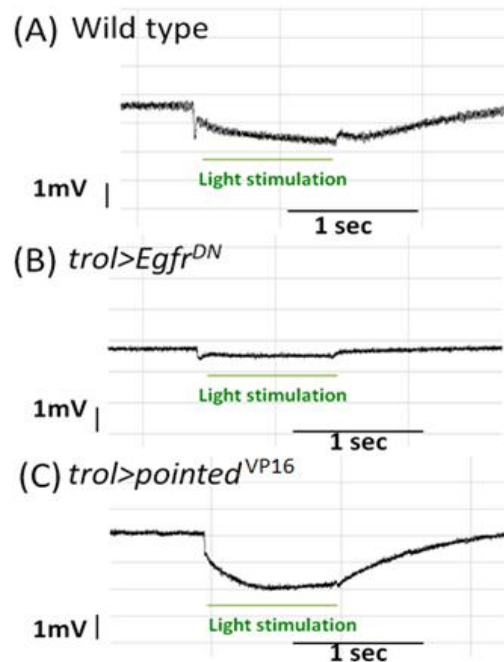 (A) Wild type
Light stimulation
1mV
1 sec
(B) trol>Egfr^DN
Light stimulation
1mV
1 sec
(C) trol>pointed^VP16
Light stimulation
1mV
1 sec